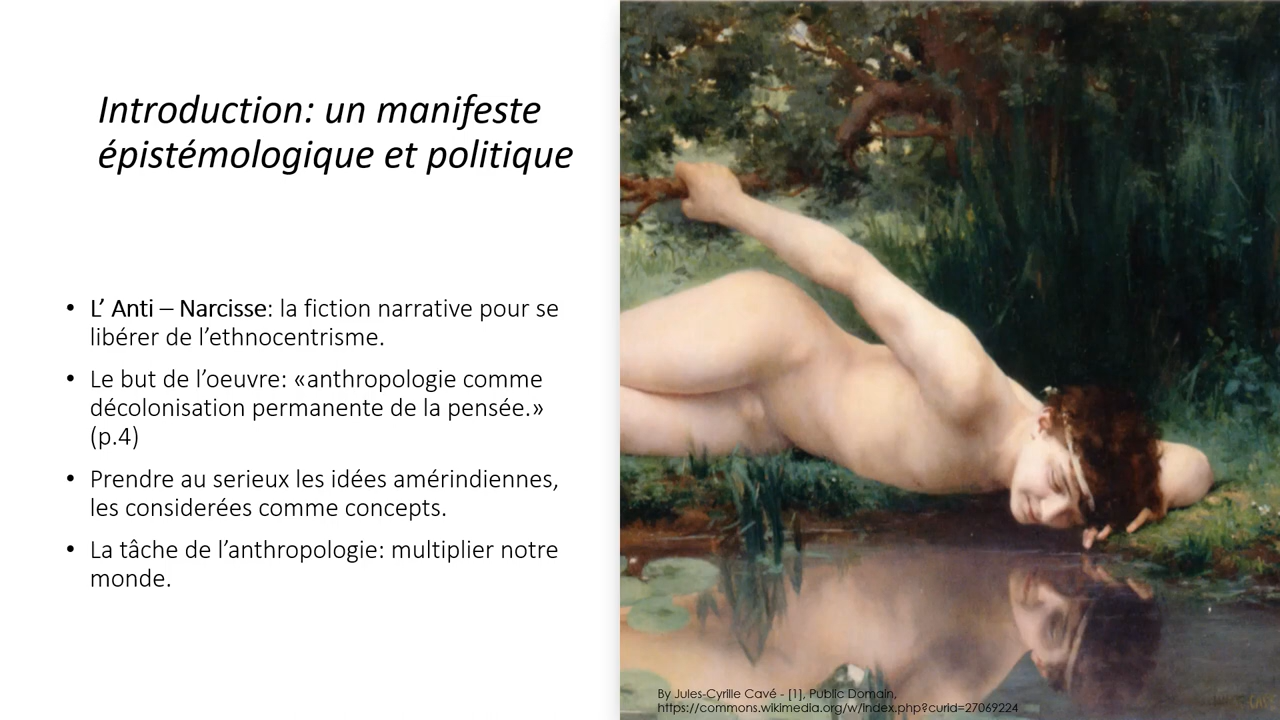 Introduction: un manifeste
épistémologique et politique
• L’ Anti – Narcisse: la fiction narrative pour se
libérer de l’ethnocentrisme.
• Le but de l’oeuvre: «anthropologie comme
décolonisation permanente de la pensée.»
(p.4)
• Prendre au serieux les idées amérindiennes,
les considerées comme concepts.
• La tâche de l’anthropologie: multiplier notre
monde.
By Jules-Cyrille Cavé - [1], Public Domain,
https://commons.wikimedia.org/w/index.php?curid=27069224